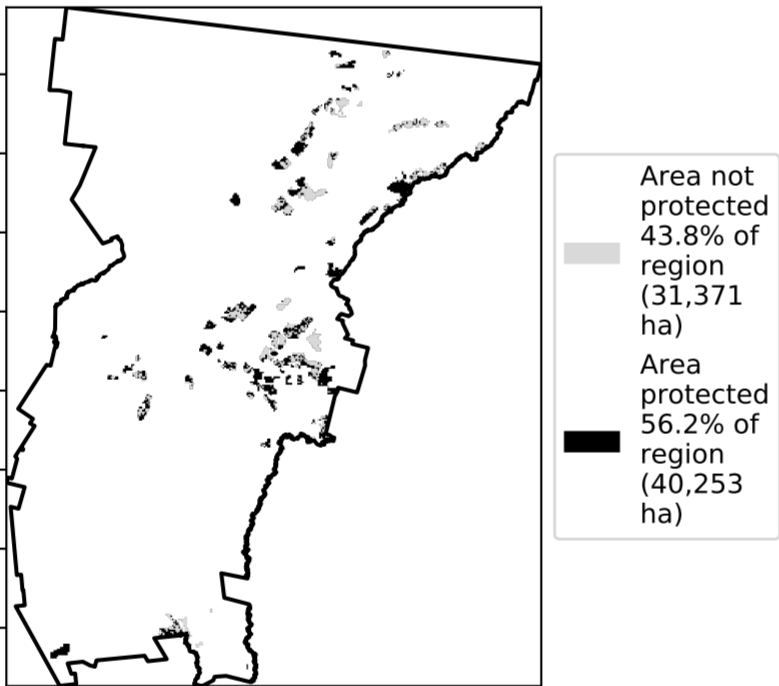 Area not
protected
43.8% of
region
(31,371
ha)
Area
protected
56.2% of
region
(40,253
ha)